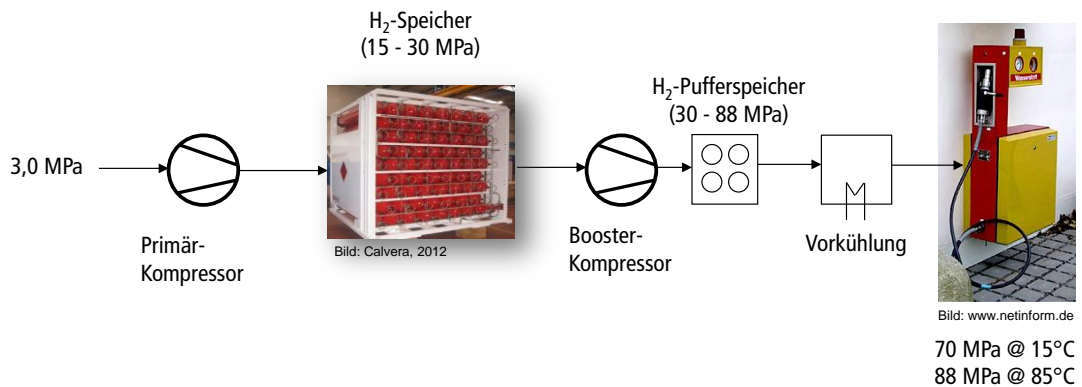 H₂-Speicher
(15 - 30 MPa)
H₂-Pufferspeicher
(30 - 88 MPa)
3,0 MPa
Primär-
Kompressor
Bild: Calvera, 2012
Booster-
Kompressor
Vorkühlung
Wasserstoff
Bild: www.netinform.de
70 MPa @ 15°C
88 MPa @ 85°C